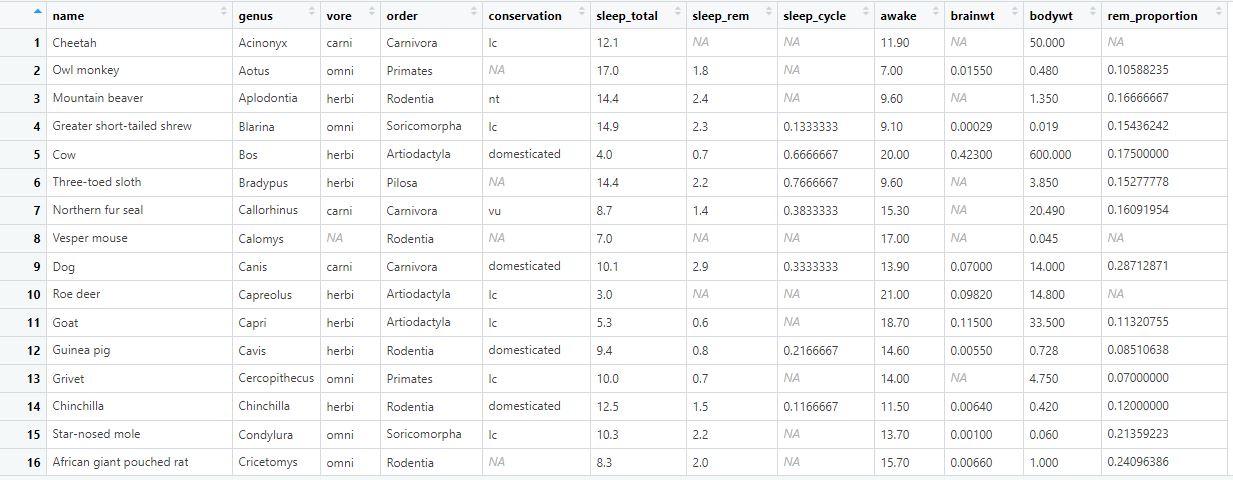 name genus vore order conservation sleep_total sleep_rem sleep_cycle awake brainwt bodywt rem_proportion
1 Cheetah Acinonyx carni Carnivora lc 12.1 NA NA 11.90 NA 50.000 NA
2 Owl monkey Aotus omni Primates NA 17.0 1.8 NA 7.00 0.01550 0.480 0.10588235
3 Mountain beaver Aplodontia herbi Rodentia nt 14.4 2.4 NA 9.60 NA 1.350 0.16666667
4 Greater short-tailed shrew Blarina omni Soricomorpha lc 14.9 2.3 0.1333333 9.10 0.00029 0.019 0.15436242
5 Cow Bos herbi Artiodactyla domesticated 4.0 0.7 0.6666667 20.00 0.42300 600.000 0.17500000
6 Three-toed sloth Bradypus herbi Pilosa NA 14.4 2.2 0.7666667 9.60 NA 3.850 0.15277778
7 Northern fur seal Callorhinus carni Carnivora vu 8.7 1.4 0.3833333 15.30 NA 20.490 0.16091954
8 Vesper mouse Calomys NA Rodentia NA 7.0 NA NA 17.00 NA 0.045 NA
9 Dog Canis carni Carnivora domesticated 10.1 2.9 0.3333333 13.90 0.07000 14.000 0.28712871
10 Roe deer Capreolus herbi Artiodactyla lc 3.0 NA NA 21.00 0.09820 14.800 NA
11 Goat Capri herbi Artiodactyla lc 5.3 0.6 NA 18.70 0.11500 33.500 0.11320755
12 Guinea pig Cavis herbi Rodentia domesticated 9.4 0.8 0.2166667 14.60 0.00550 0.728 0.08510638
13 Grivet Cercopithecus omni Primates lc 10.0 0.7 NA 14.00 NA 4.750 0.07000000
14 Chinchilla Chinchilla herbi Rodentia domesticated 12.5 1.5 0.1166667 11.50 0.00640 0.420 0.12000000
15 Star-nosed mole Condylura omni Soricomorpha lc 10.3 2.2 NA 13.70 0.00100 0.060 0.21359223
16 African giant pouched rat Cricetomys omni Rodentia NA 8.3 2.0 NA 15.70 0.00660 1.000 0.24096386